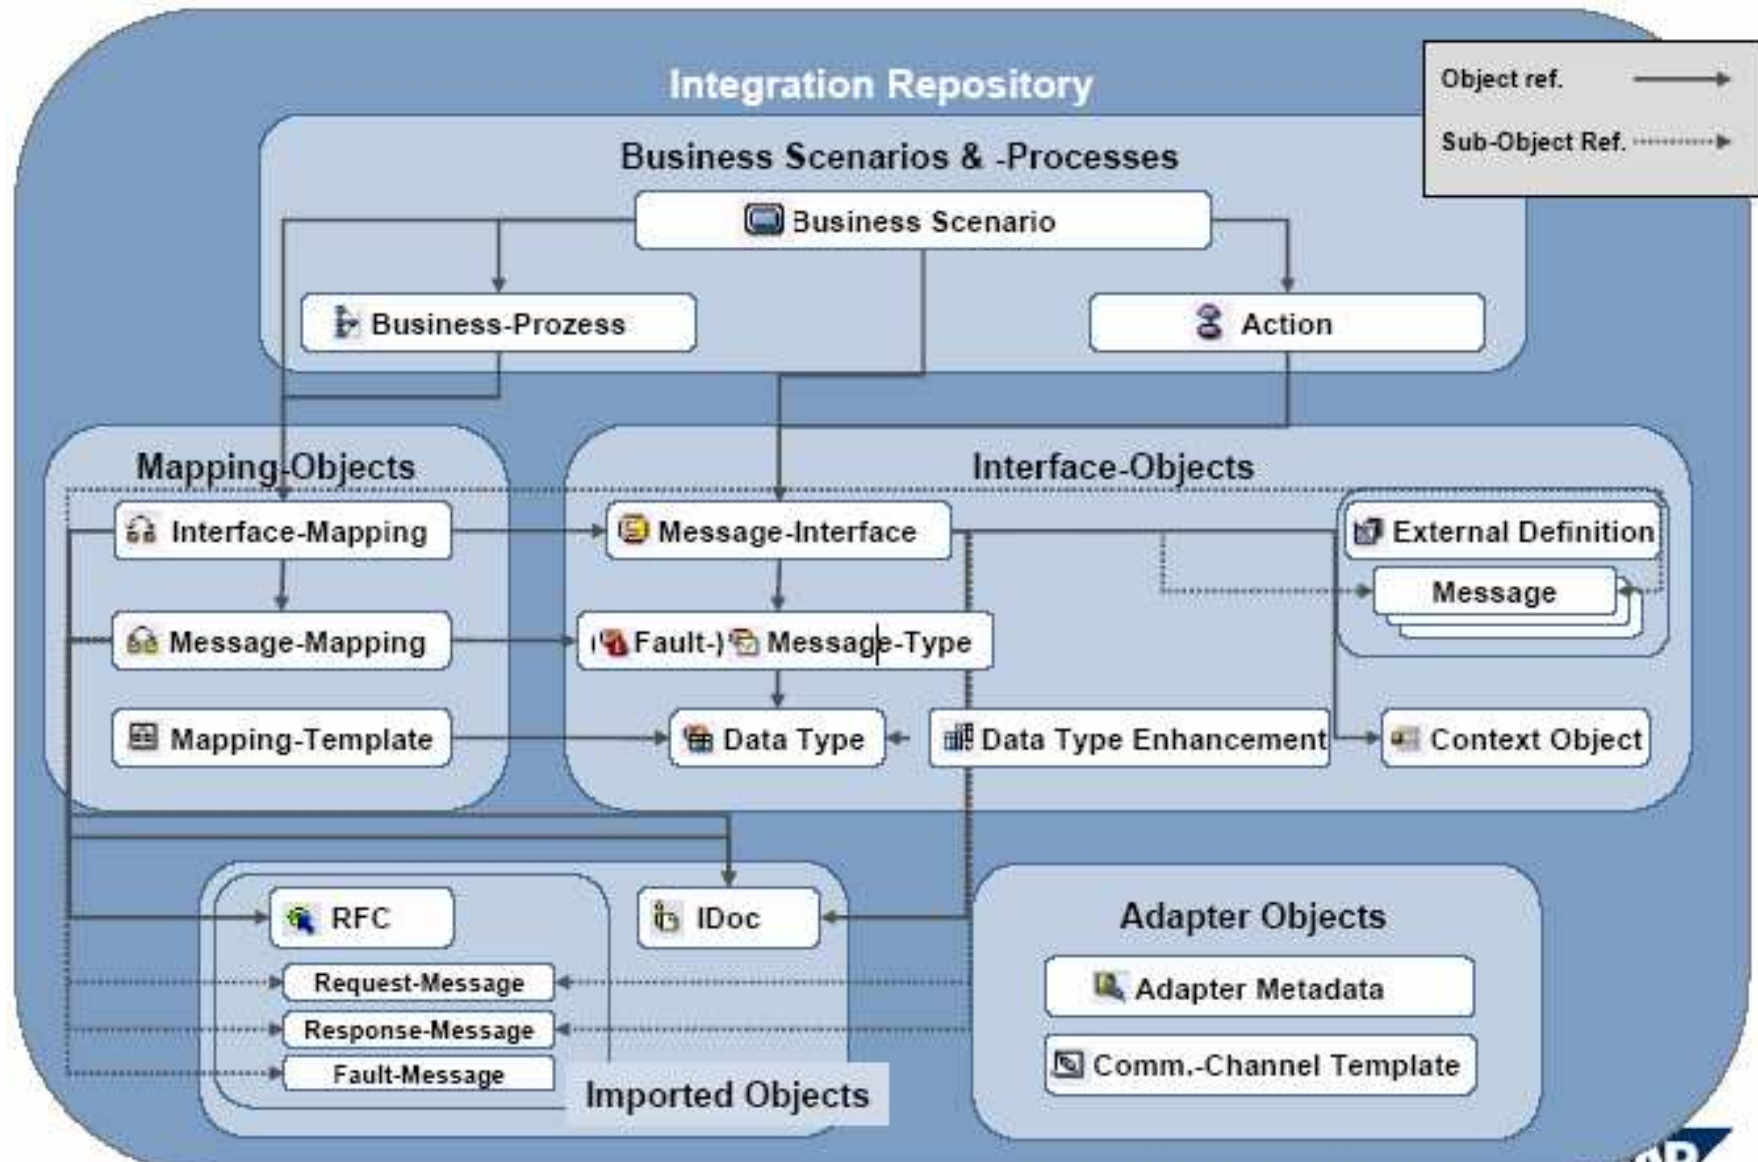 Integration Repository
Object ref.
Sub-Object Ref.
Business Scenarios & -Processes
Business Scenario
Business-Prozess
Action
Mapping-Objects
Interface-Objects
Interface-Mapping
Message-Interface
External Definition
Message
Message-Mapping
(Fault-) Message-Type
Mapping-Template
Data Type
Data Type Enhancement
Context Object
RFC
IDoc
Request-Message
Response-Message
Fault-Message
Imported Objects
Adapter Objects
Adapter Metadata
Comm.-Channel Template